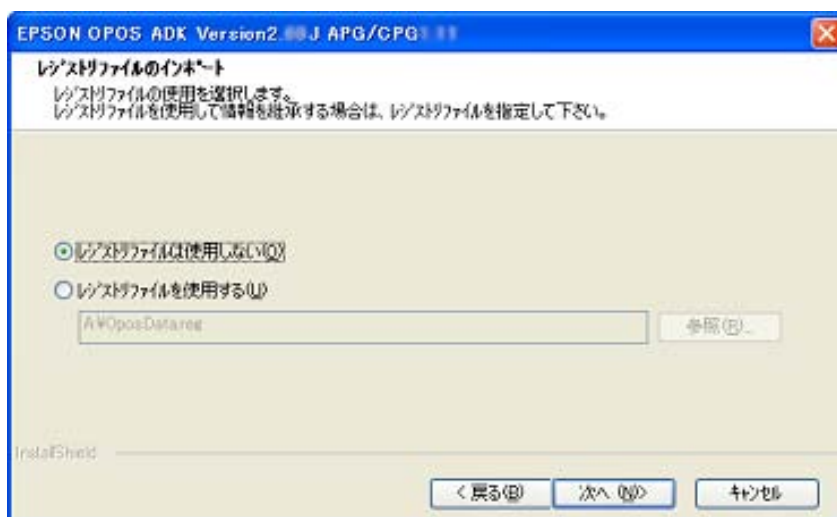 EPSON OPOS ADK Version2. J APG/CPG
レジストリファイルのインポート
レジストリファイルの使用を選択します。
レジストリファイルを使用して情報を継承する場合は、レジストリファイルを指定して下さい。
レジストリファイルは使用しない(O)
レジストリファイルを使用する(U)
A:¥OposData.reg
参照(R)...
InstallShield
< 戻る(B)
次へ (N)>
キャンセル